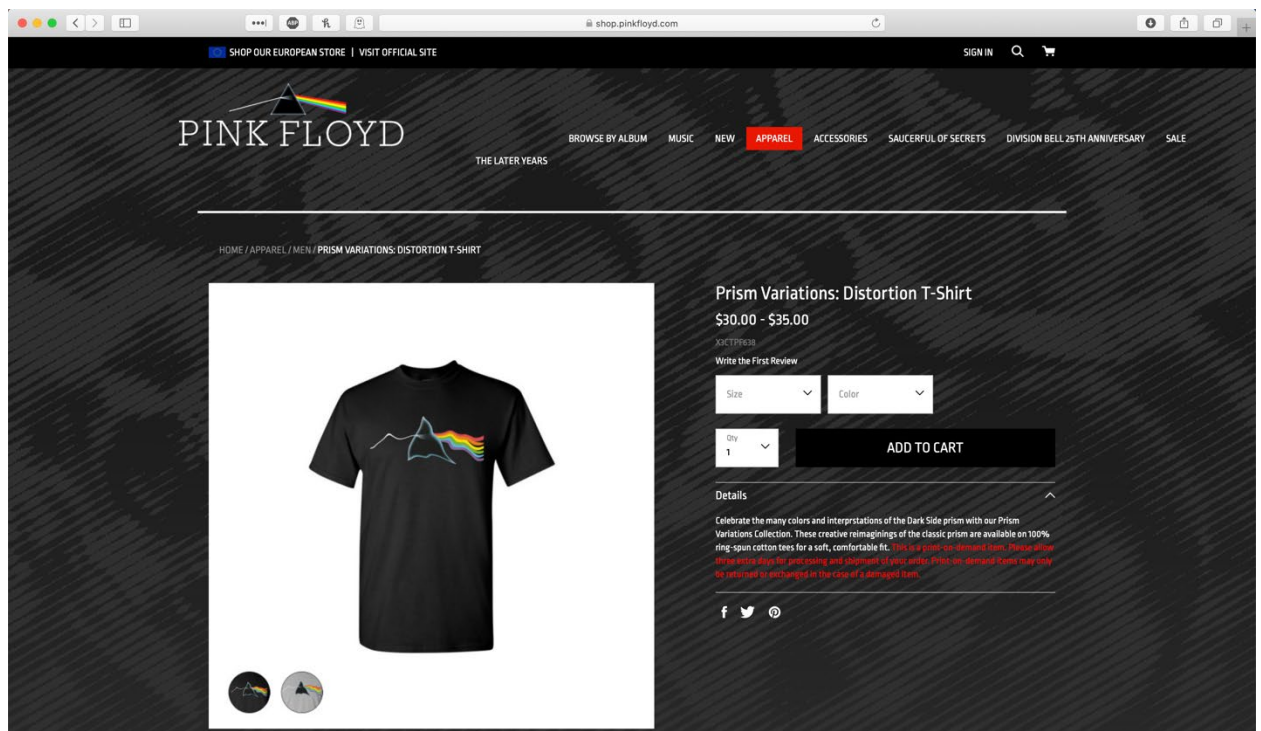 shop.pinkfloyd.com
SHOP OUR EUROPEAN STORE | VISIT OFFICIAL SITE
SIGN IN
PINK FLOYD
BROWSE BY ALBUM MUSIC NEW APPAREL ACCESSORIES SAUCERFUL OF SECRETS DIVISION BELL 25TH ANNIVERSARY SALE
THE LATER YEARS
HOME / APPAREL / MEN / PRISM VARIATIONS: DISTORTION T-SHIRT
Prism Variations: Distortion T-Shirt
$30.00 - $35.00
X3CTPF638
Write the First Review
Size Color
Qty
1
ADD TO CART
Details
Celebrate the many colors and interprstations of the Dark Side prism with our Prism
Variations Collection. These creative reimaginings of the classic prism are available on 100%
ring-spun cotton tees for a soft, comfortable fit. This is a print-on-demand item. Please allow
three extra days for processing and shipment of your order. Print-on-demand items may only
be returned or exchanged in the case of a damaged item.